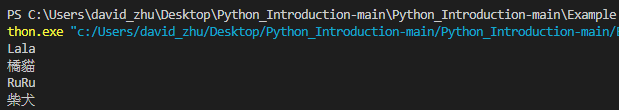 PS C:\Users\david_zhu\Desktop\Python_Introduction-main\Python_Introduction-main\Example
thon.exe "c:/Users/david_zhu/Desktop/Python_Introduction-main/Python_Introduction-main/
Lala
橘貓
RuRu
柴犬